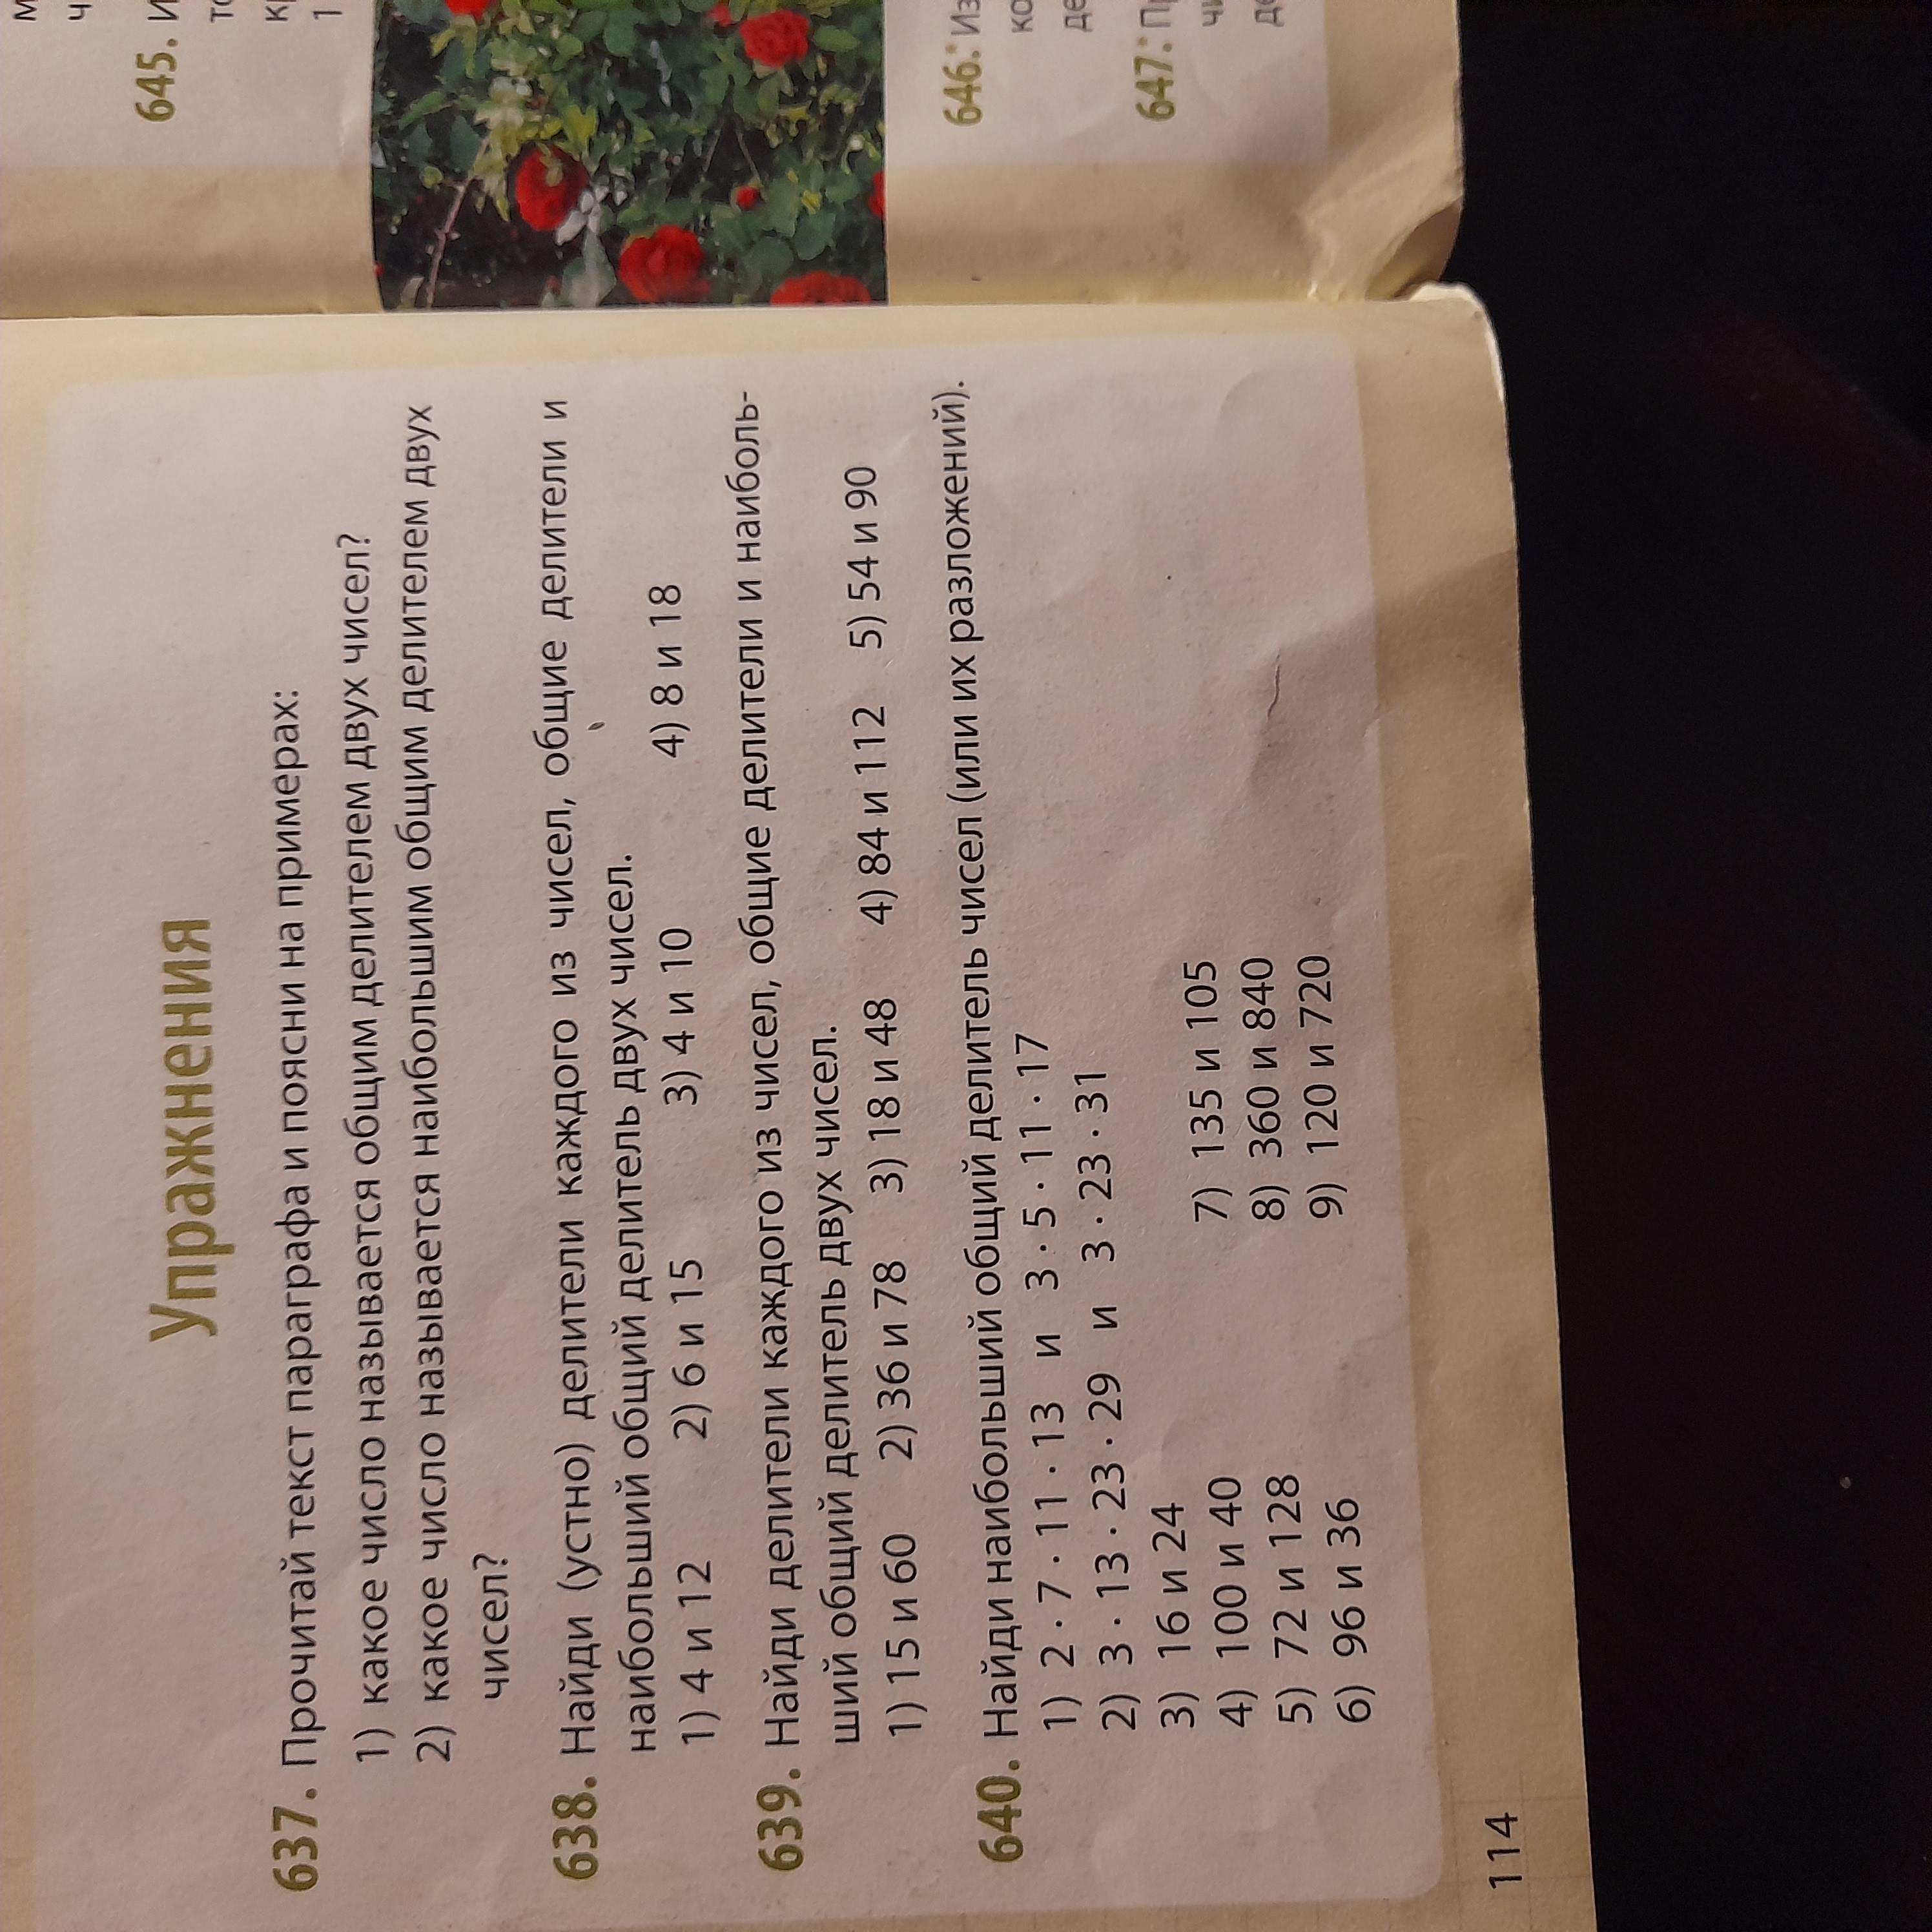 Упражнения
637. Прочитай текст параграфа и поясни на примерах:
1) какое число называется общим делителем двух чисел?
2) какое число называется наибольшим общим делителем двух
чисел?
638. Найди (устно) делители каждого из чисел, общие делители и
наибольший общий делитель двух чисел.
1) 4 и 12 2) 6 и 15 3) 4 и 10 4) 8 и 18
639. Найди делители каждого из чисел, общие делители и наиболь-
ший общий делитель двух чисел.
1) 15 и 60 2) 36 и 78 3) 18 и 48 4) 84 и 112 5) 54 и 90
640. Найди наибольший общий делитель чисел (или их разложений).
1) 2 · 7 · 11 · 13 и 3 · 5 · 11 · 17
2) 3 · 13 · 23 · 29 и 3 · 23 · 31
3) 16 и 24
4) 100 и 40 7) 135 и 105
5) 72 и 128 8) 360 и 840
6) 96 и 36 9) 120 и 720
114
645. И
1
646.* Из
647.*